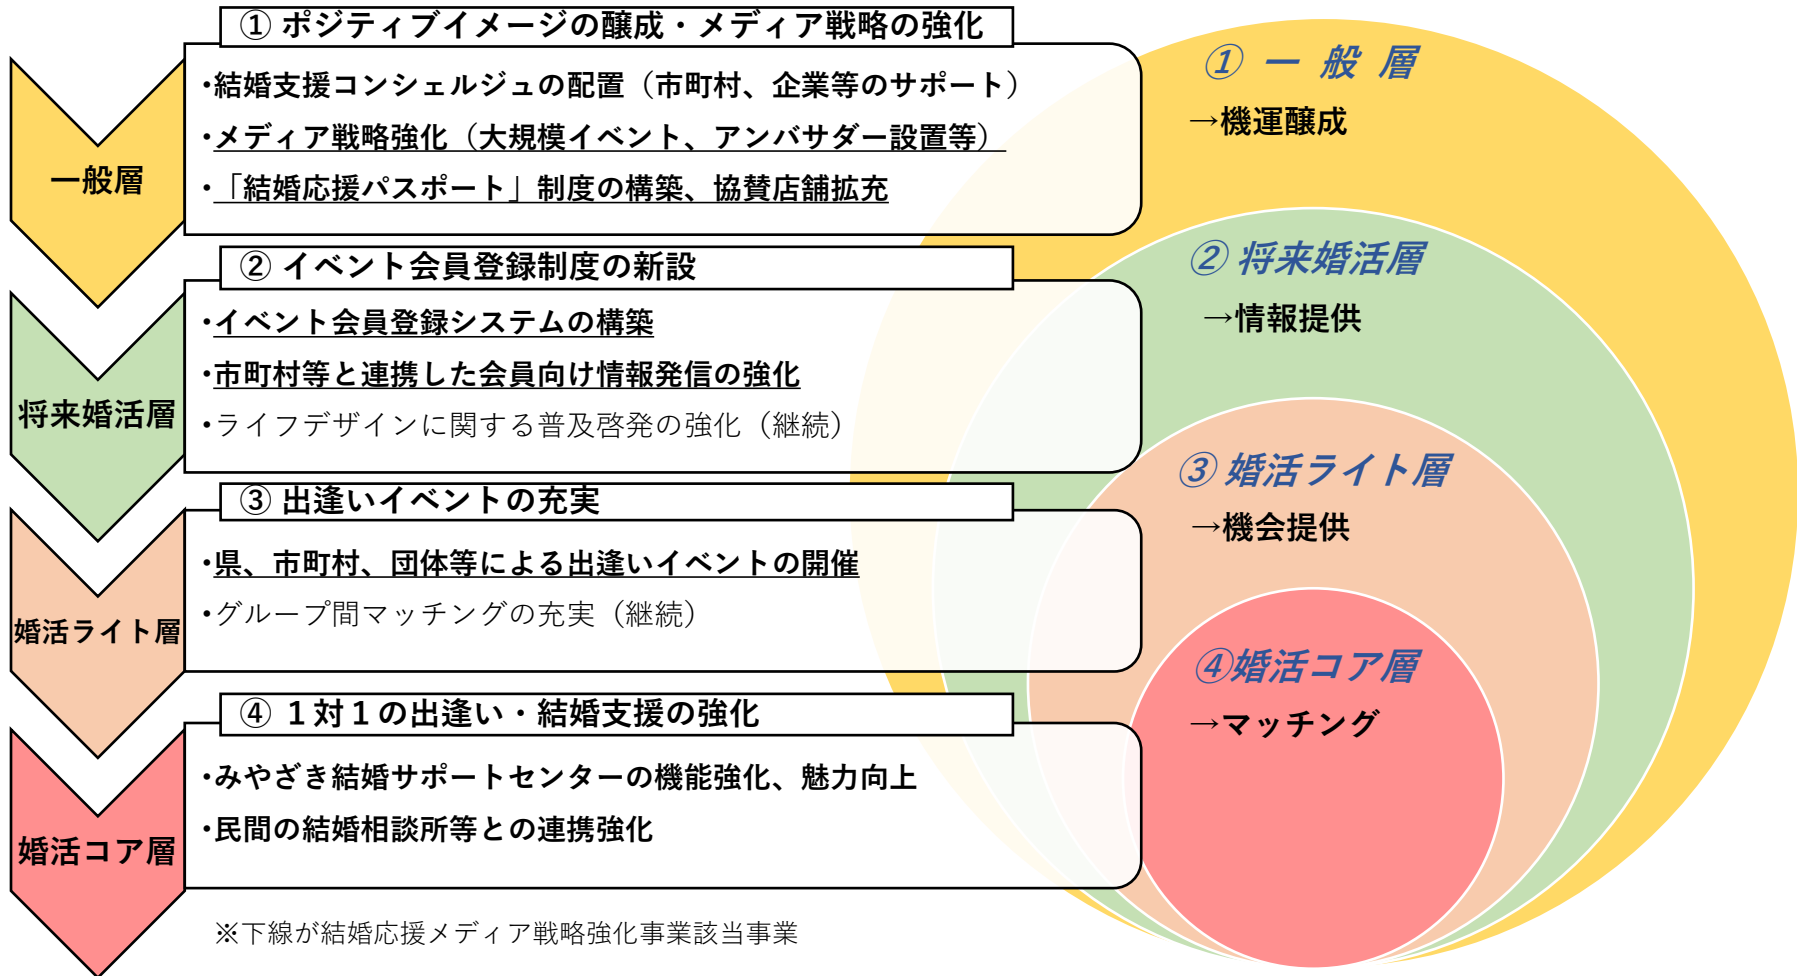 ① ポジティブイメージの醸成・メディア戦略の強化
一般層
・結婚支援コンシェルジュの配置（市町村、企業等のサポート）
・メディア戦略強化（大規模イベント、アンバサダー設置等）
・「結婚応援パスポート」制度の構築、協賛店舗拡充
② イベント会員登録制度の新設
将来婚活層
・イベント会員登録システムの構築
・市町村等と連携した会員向け情報発信の強化
・ライフデザインに関する普及啓発の強化（継続）
③ 出逢いイベントの充実
婚活ライト層
・県、市町村、団体等による出逢いイベントの開催
・グループ間マッチングの充実（継続）
④ １対１の出逢い・結婚支援の強化
婚活コア層
・みやざき結婚サポートセンターの機能強化、魅力向上
・民間の結婚相談所等との連携強化
※下線が結婚応援メディア戦略強化事業該当事業
① 一 般 層
→機運醸成
② 将来婚活層
→情報提供
③ 婚活ライト層
→機会提供
④婚活コア層
→マッチング